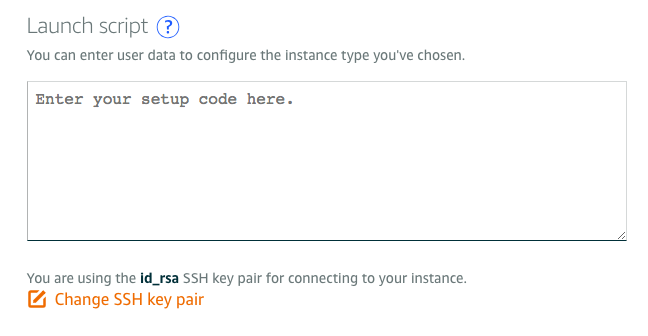 Launch script ?
You can enter user data to configure the instance type you've chosen.
Enter your setup code here.
You are using the id_rsa SSH key pair for connecting to your instance.
Change SSH key pair